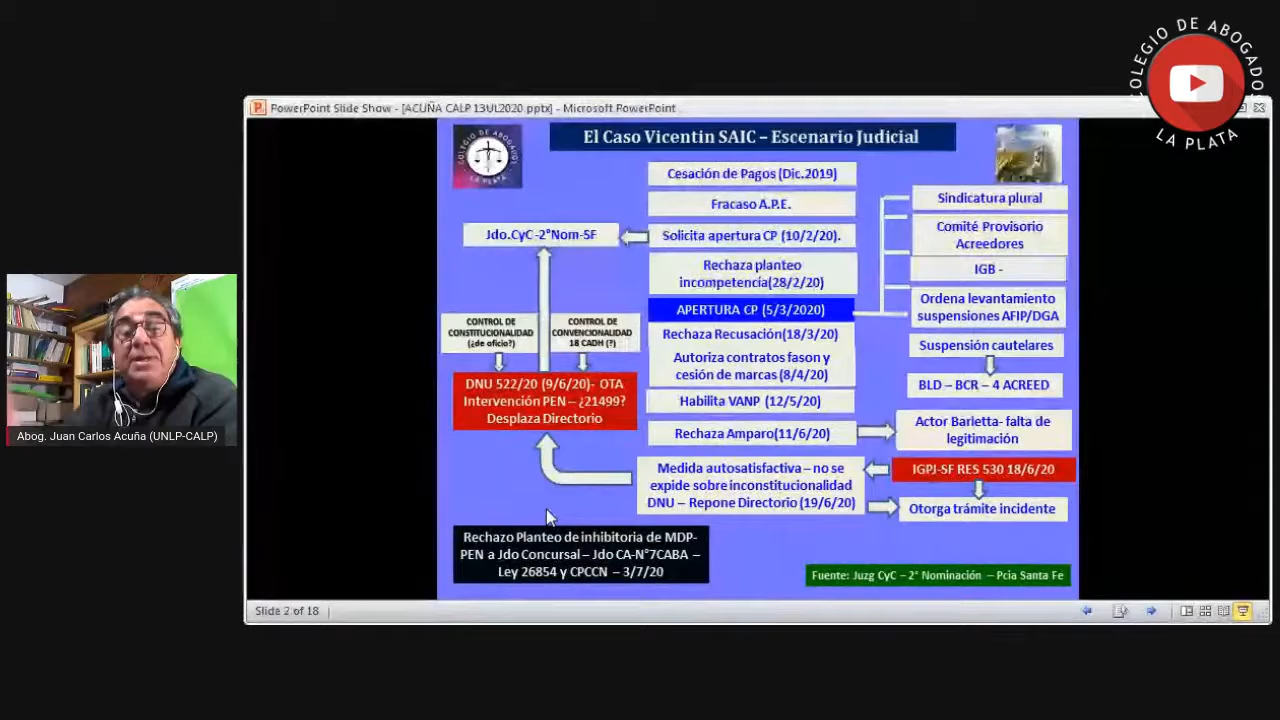 COLEGIO DE ABOGADOS
LA PLATA
PowerPoint Slide Show - [ACUÑA CALP 13UL2020.pptx] - Microsoft PowerPoint
COLEGIO DE ABOGADOS
LA PLATA
El Caso Vicentin SAIC – Escenario Judicial
Cesación de Pagos (Dic.2019)
Fracaso A.P.E.
Solicita apertura CP (10/2/20).
Jdo.CyC -2°Nom-SF
Rechaza planteo
incompetencia(28/2/20)
APERTURA CP (5/3/2020)
Rechaza Recusación(18/3/20)
Autoriza contratos fason y
cesión de marcas (8/4/20)
Habilita VANP (12/5/20)
Rechaza Amparo(11/6/20)
Sindicatura plural
Comité Provisorio
Acreedores
IGB -
Ordena levantamiento
suspensiones AFIP/DGA
Suspensión cautelares
BLD – BCR – 4 ACREED
Actor Barletta- falta de
legitimación
CONTROL DE
CONSTITUCIONALIDAD
(¿de oficio?)
CONTROL DE
CONVENCIONALIDAD
18 CADH (?)
DNU 522/20 (9/6/20)- OTA
Intervención PEN – ¿21499?
Desplaza Directorio
Medida autosatisfactiva – no se
expide sobre inconstitucionalidad
DNU – Repone Directorio (19/6/20)
IGPJ-SF RES 530 18/6/20
Otorga trámite incidente
Rechazo Planteo de inhibitoria de MDP-
PEN a Jdo Concursal – Jdo CA-N°7CABA –
Ley 26854 y CPCCN – 3/7/20
Fuente: Juzg CyC – 2° Nominación – Pcia Santa Fe
Slide 2 of 18
Abog. Juan Carlos Acuña (UNLP-CALP)